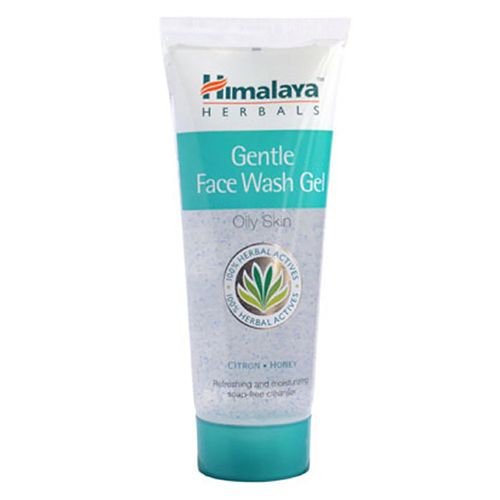 Himalaya™
HERBALS
Gentle
Face Wash Gel
Oily Skin
100% HERBAL ACTIVES
100% HERBAL ACTIVES
CITRON • HONEY
Refreshing and moisturizing
soap-free cleanser